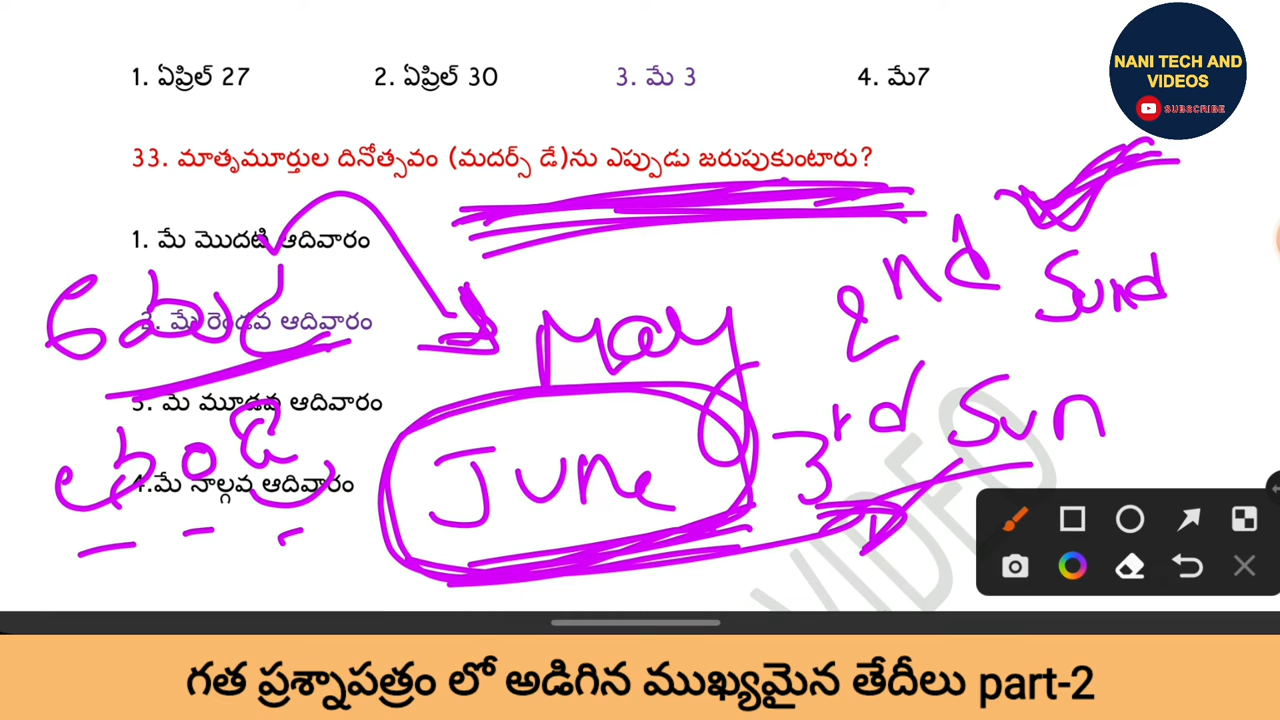 1. ఏప్రిల్ 27 2. ఏప్రిల్ 30 3. మే 3 4. మే7
NANI TECH AND
VIDEOS
SUBSCRIBE
33. మాతృమూర్తుల దినోత్సవం (మదర్స్ డే)ను ఎప్పుడు జరుపుకుంటారు?
1. మే మొదటి ఆదివారం
2nd Sund
2. మే రెండవ ఆదివారం
May
3. మే మూడవ ఆదివారం
3rd Sun
June
4.మే నాల్గవ ఆదివారం
VIDEO
గత ప్రశ్నాపత్రం లో అడిగిన ముఖ్యమైన తేదీలు part-2